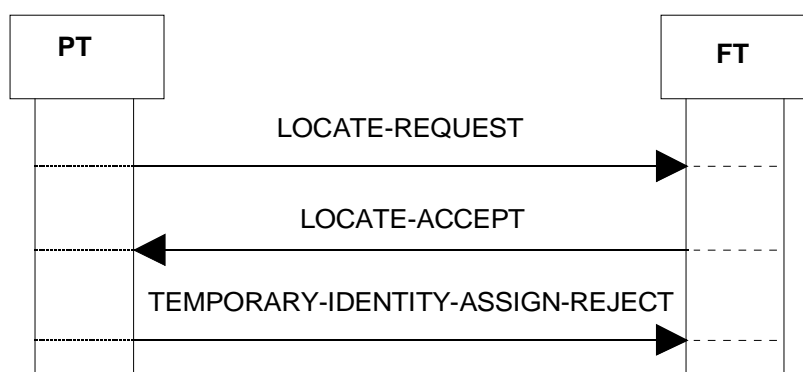 PT
FT
LOCATE-REQUEST
LOCATE-ACCEPT
TEMPORARY-IDENTITY-ASSIGN-REJECT